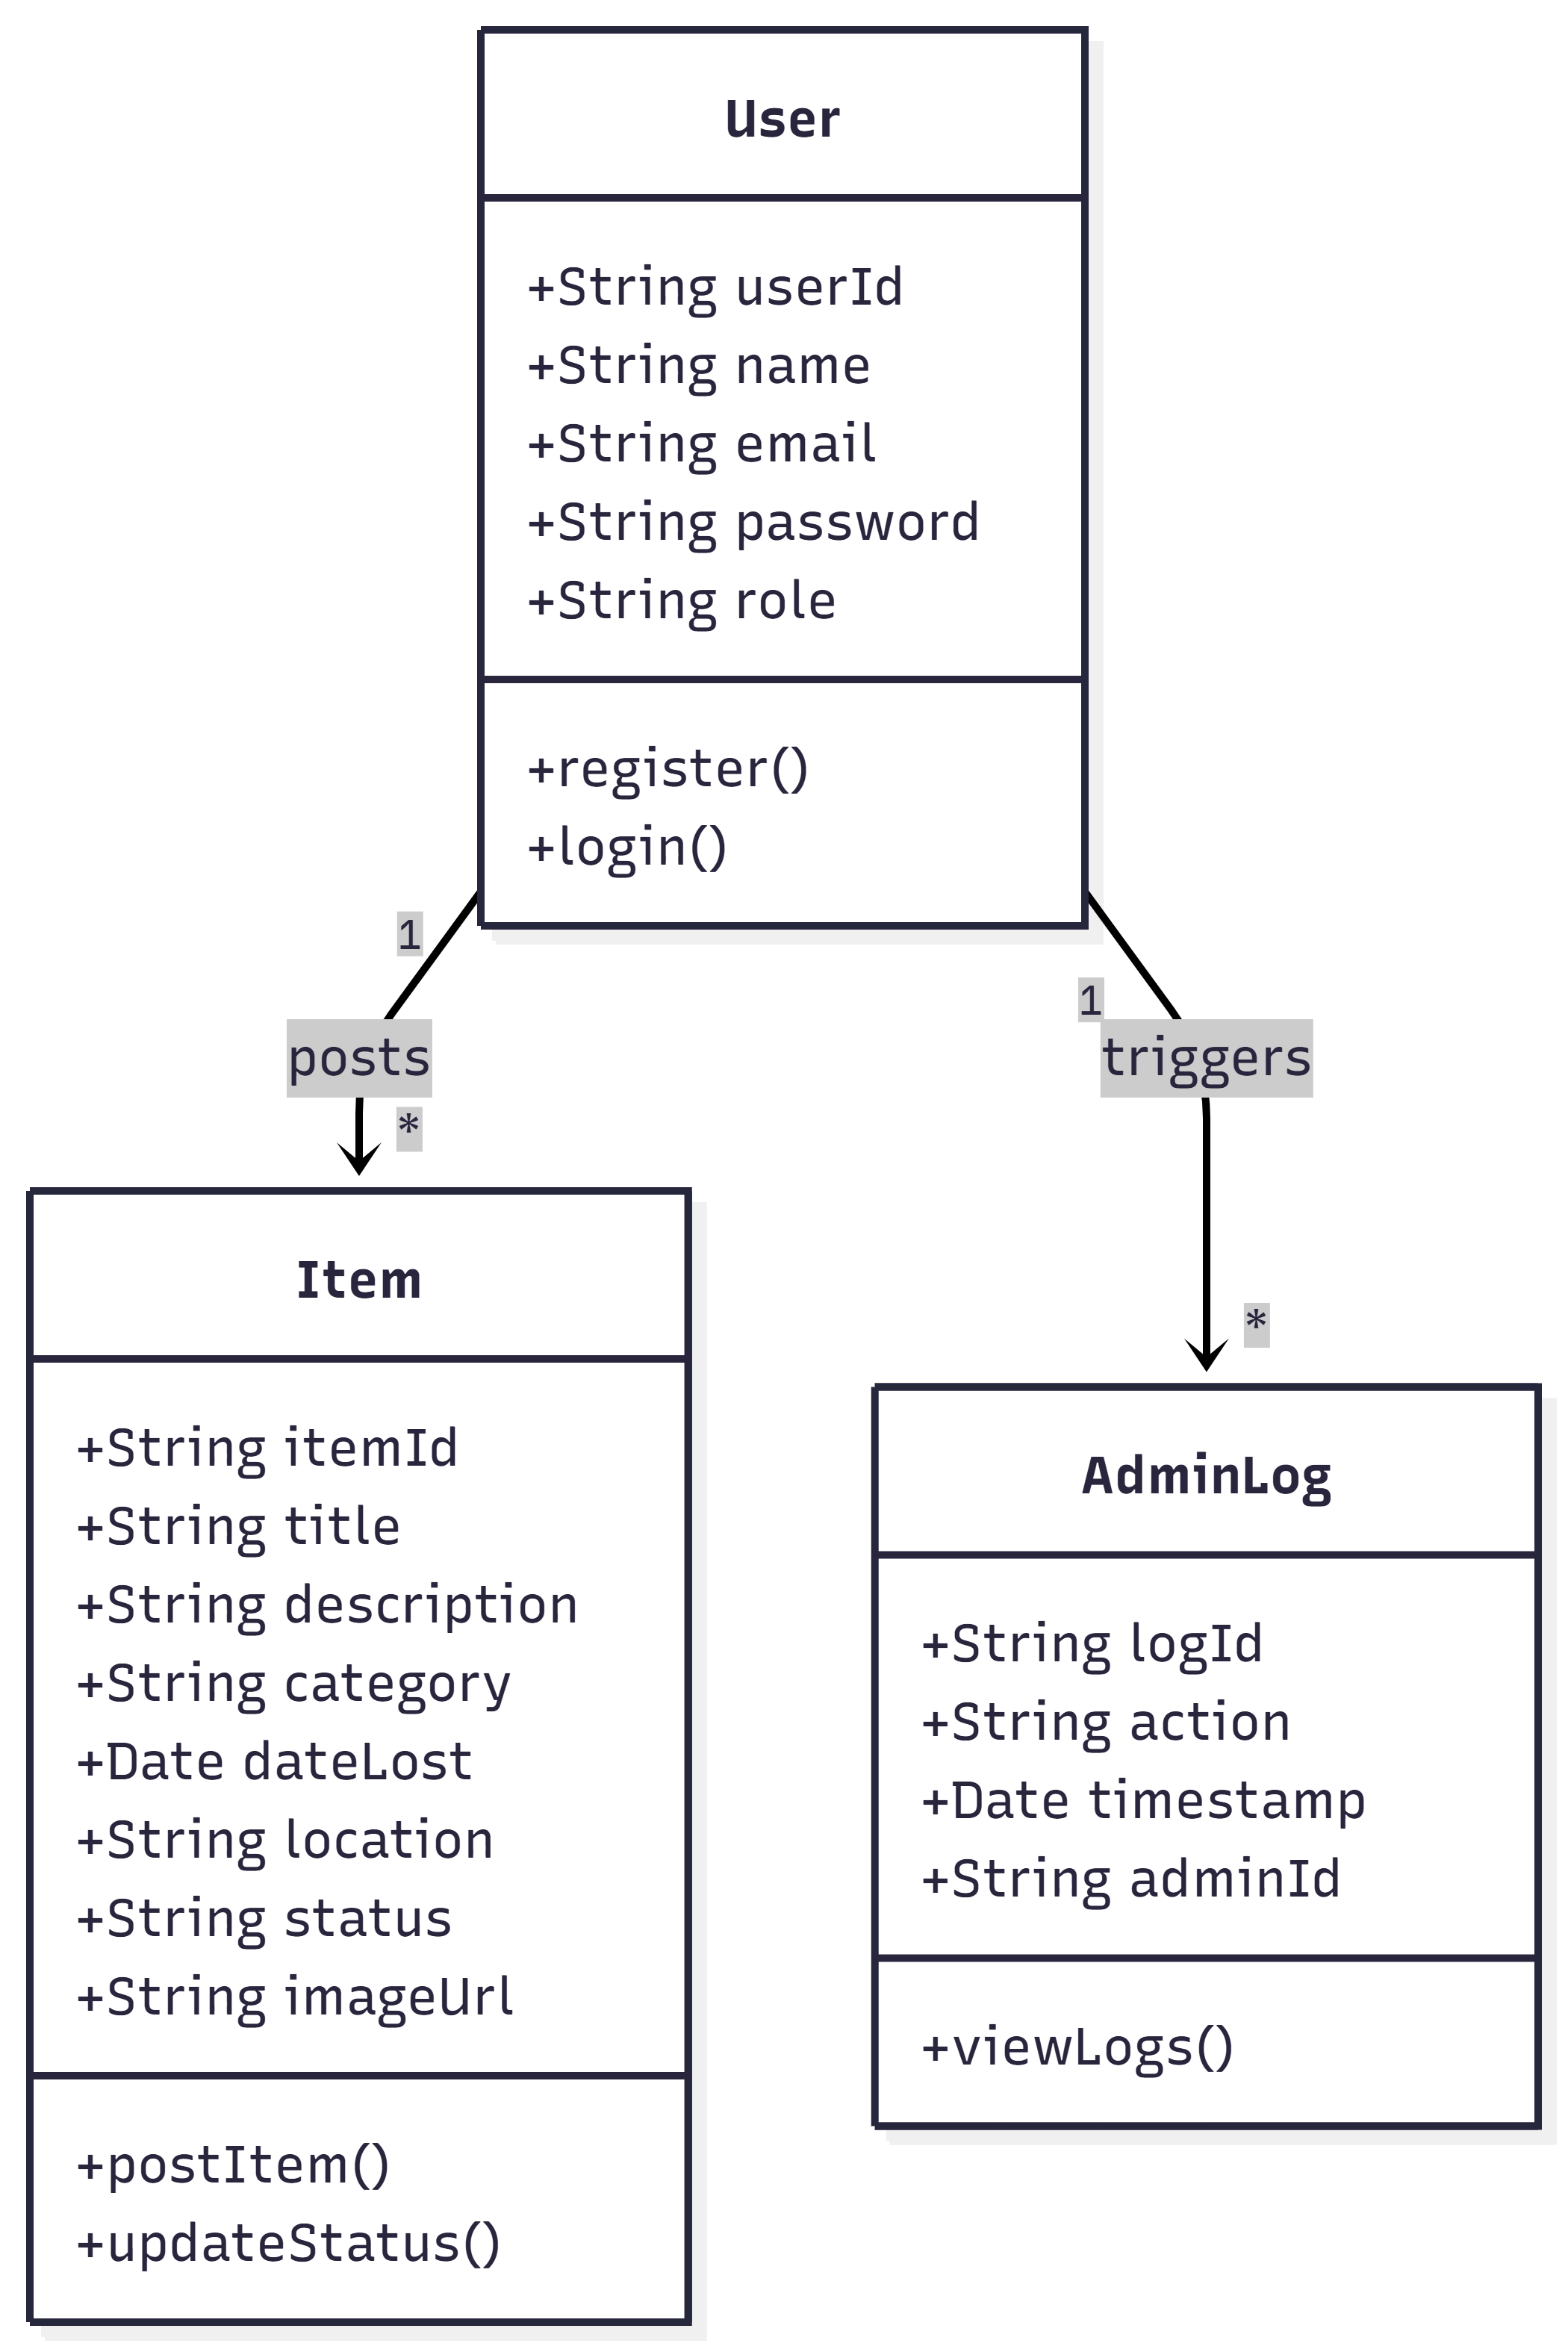 User
+String userId
+String name
+String email
+String password
+String role
+register()
+login()
1
posts
*
1
triggers
*
Item
+String itemId
+String title
+String description
+String category
+Date dateLost
+String location
+String status
+String imageUrl
+postItem()
+updateStatus()
AdminLog
+String logId
+String action
+Date timestamp
+String adminId
+viewLogs()